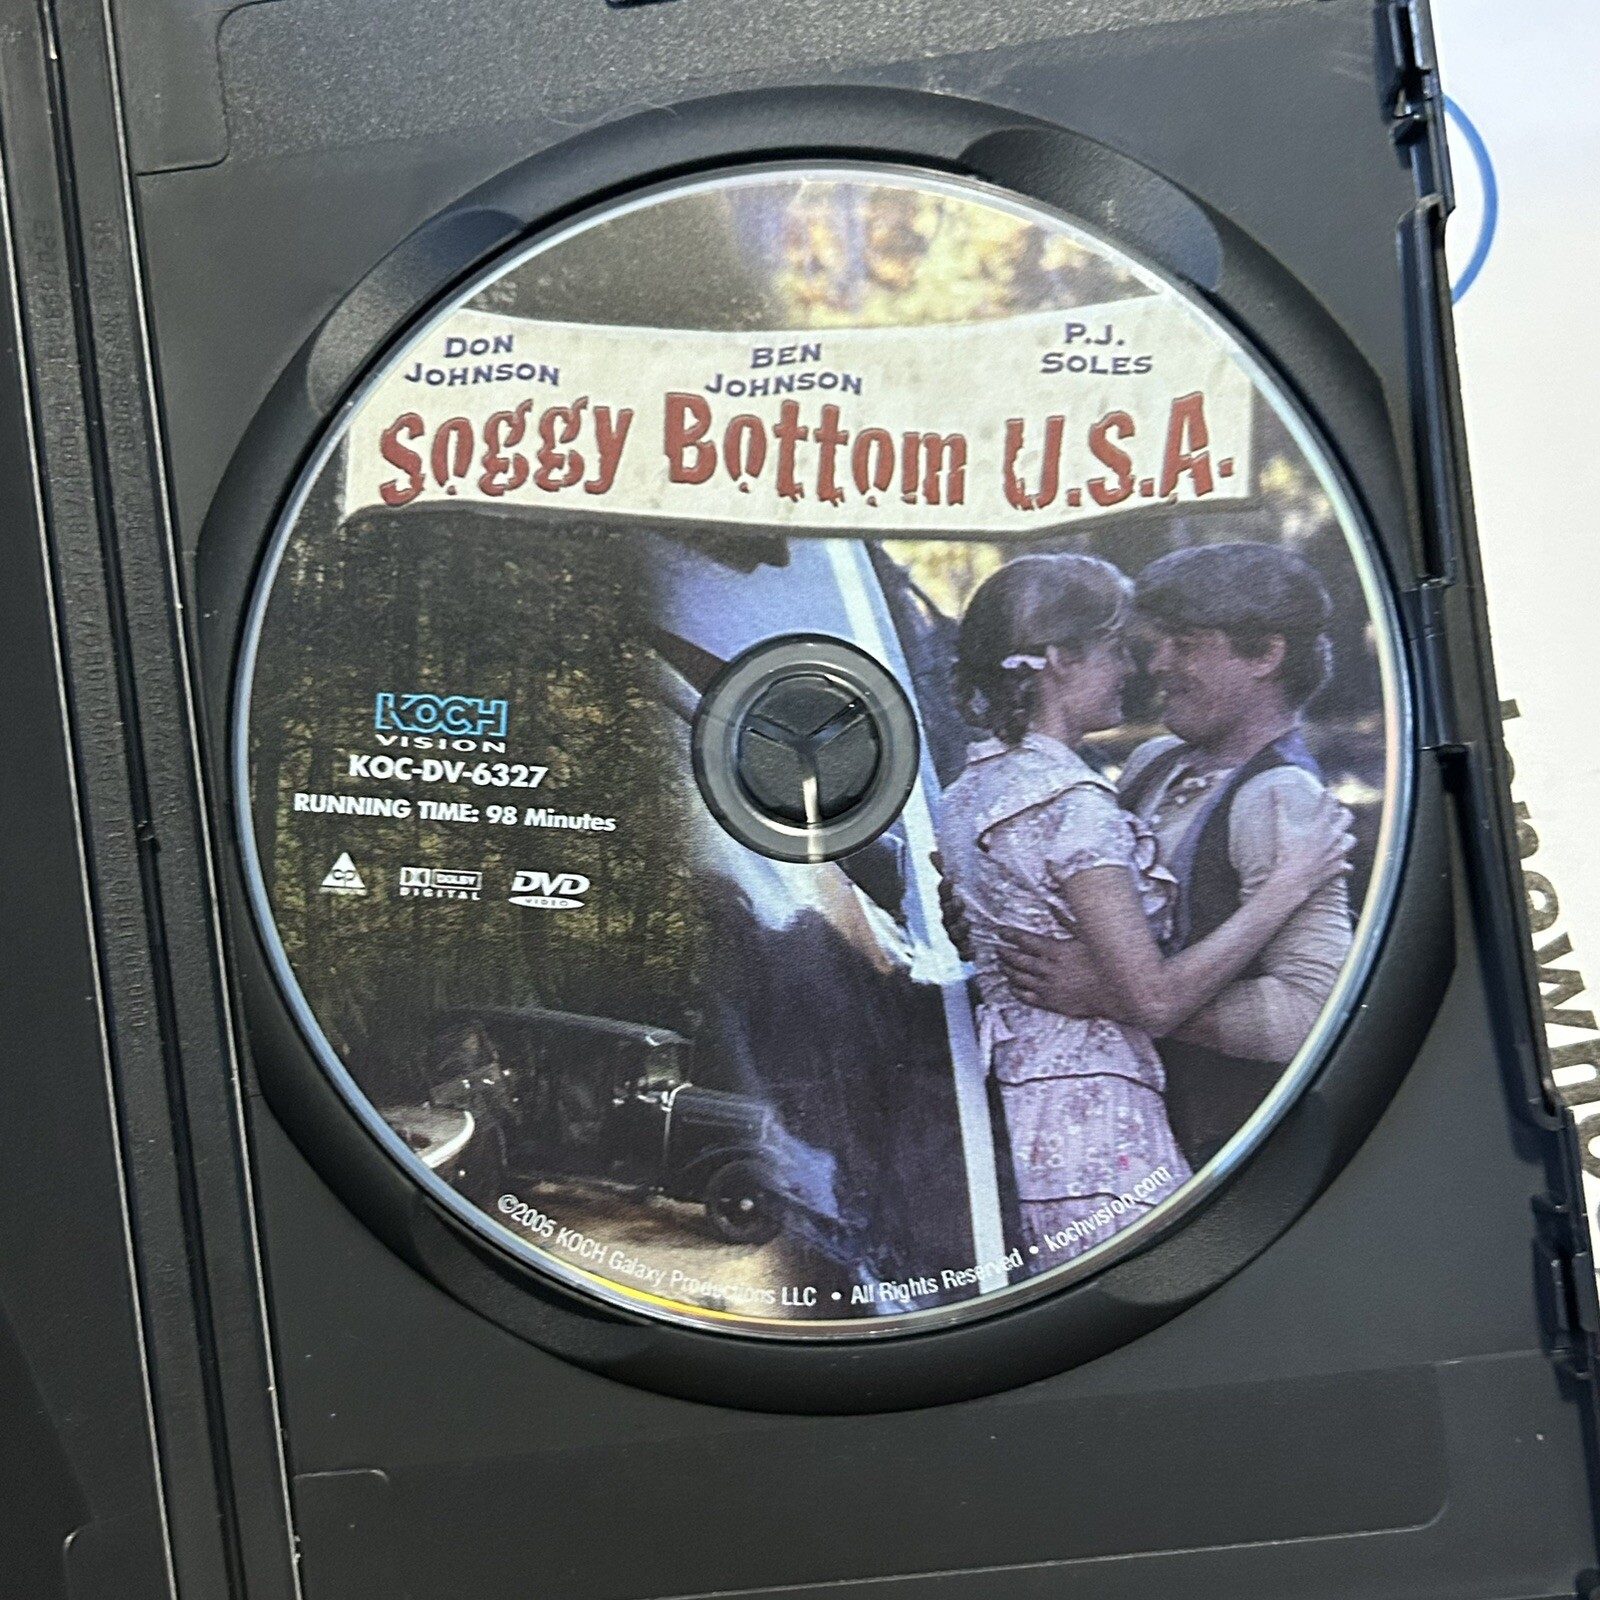 DON
JOHNSON
BEN
JOHNSON
P.J.
SOLES
Soggy Bottom U.S.A.
KOCH
VISION
KOC-DV-6327
RUNNING TIME: 98 Minutes
CP
DOLBY
DIGITAL
DVD
VIDEO
©2005 KOCH Galaxy Productions LLC • All Rights Reserved • kochvision.com